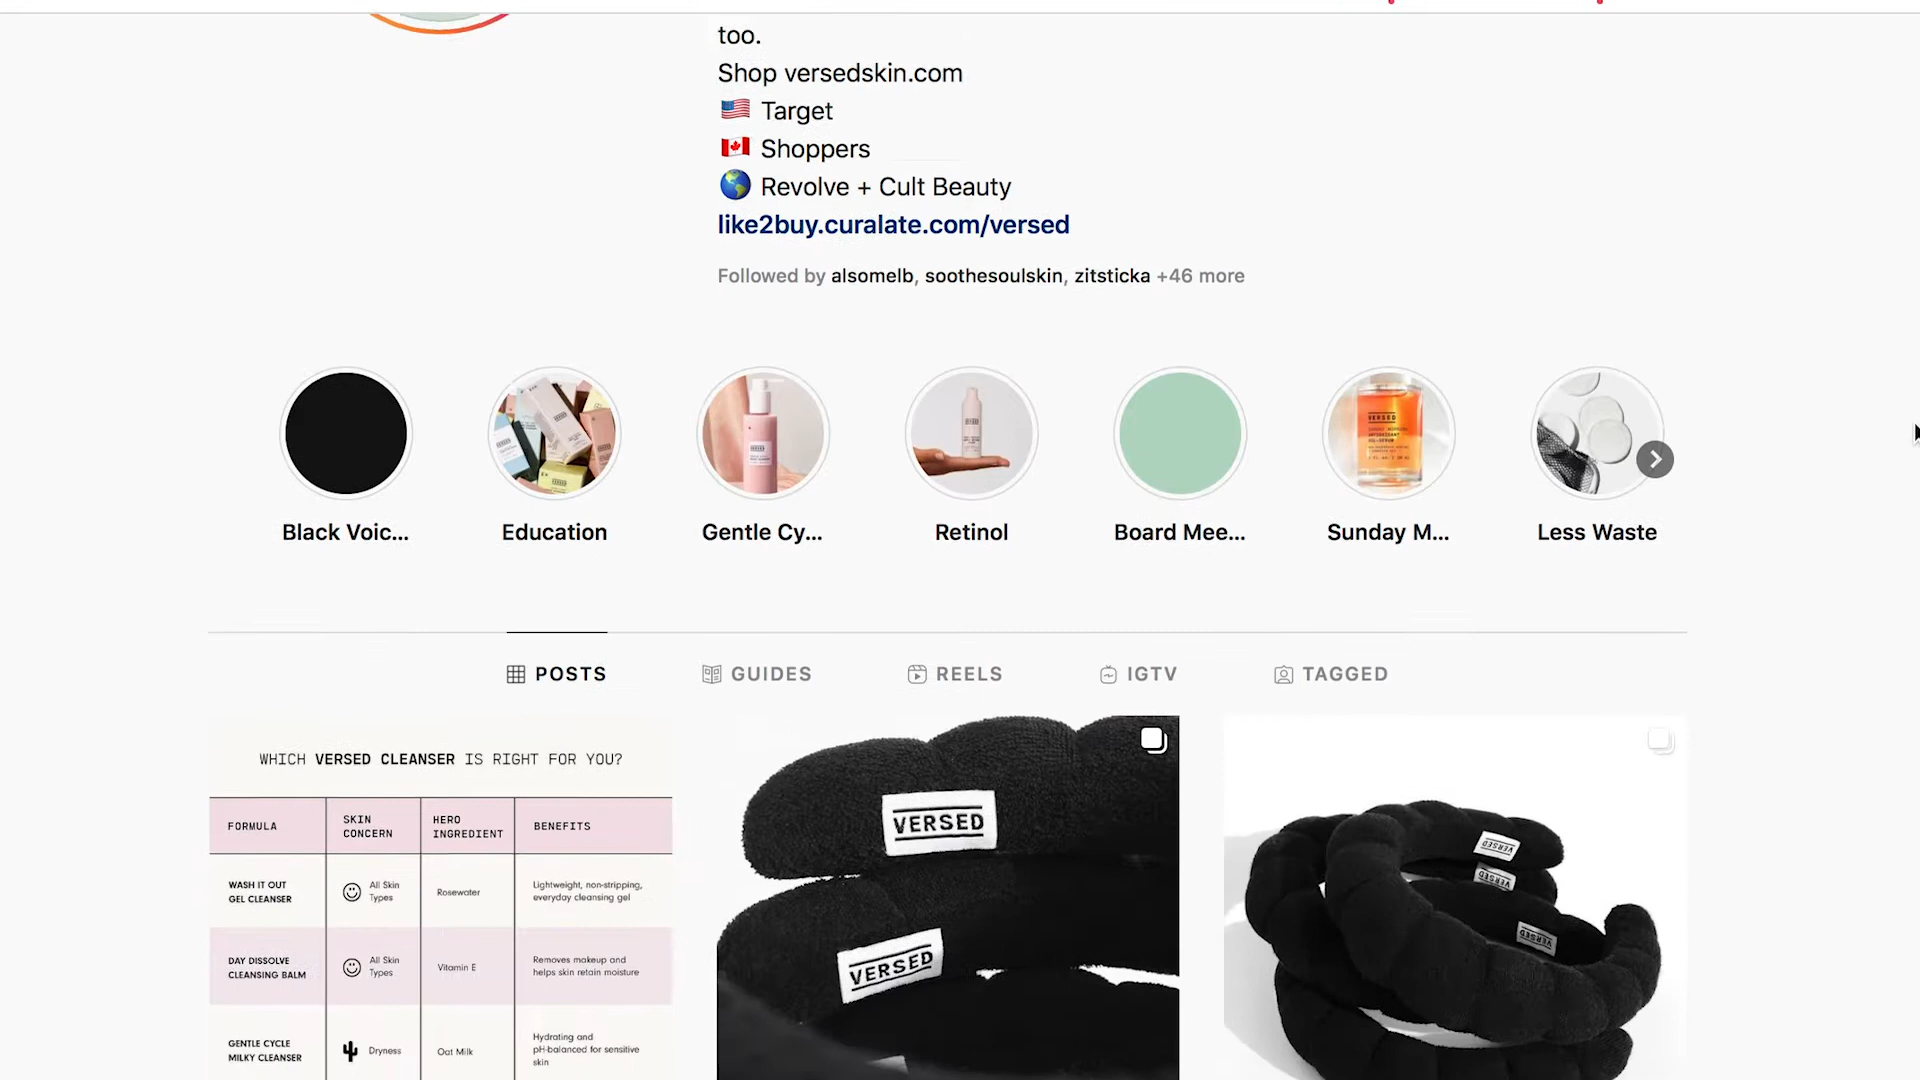 too.
Shop versedskin.com
🇺🇸 Target
🇨🇦 Shoppers
🌎 Revolve + Cult Beauty
like2buy.curalate.com/versed
Followed by alsomelb, soothesoulskin, zitsticka +46 more
Black Voic...
Education
Gentle Cy...
Retinol
Board Mee...
Sunday M...
Less Waste
POSTS
GUIDES
REELS
IGTV
TAGGED
WHICH VERSED CLEANSER IS RIGHT FOR YOU?
FORMULA
SKIN
CONCERN
HERO
INGREDIENT
BENEFITS
WASH IT OUT
GEL CLEANSER
All Skin
Types
Rosewater
Lightweight, non-stripping,
everyday cleansing gel
DAY DISSOLVE
CLEANSING BALM
All Skin
Types
Vitamin E
Removes makeup and
helps skin retain moisture
GENTLE CYCLE
MILKY CLEANSER
Dryness
Oat Milk
Hydrating and
pH-balanced for sensitive
skin
VERSED
VERSED
VERSED
VERSED
VERSED
VERSED